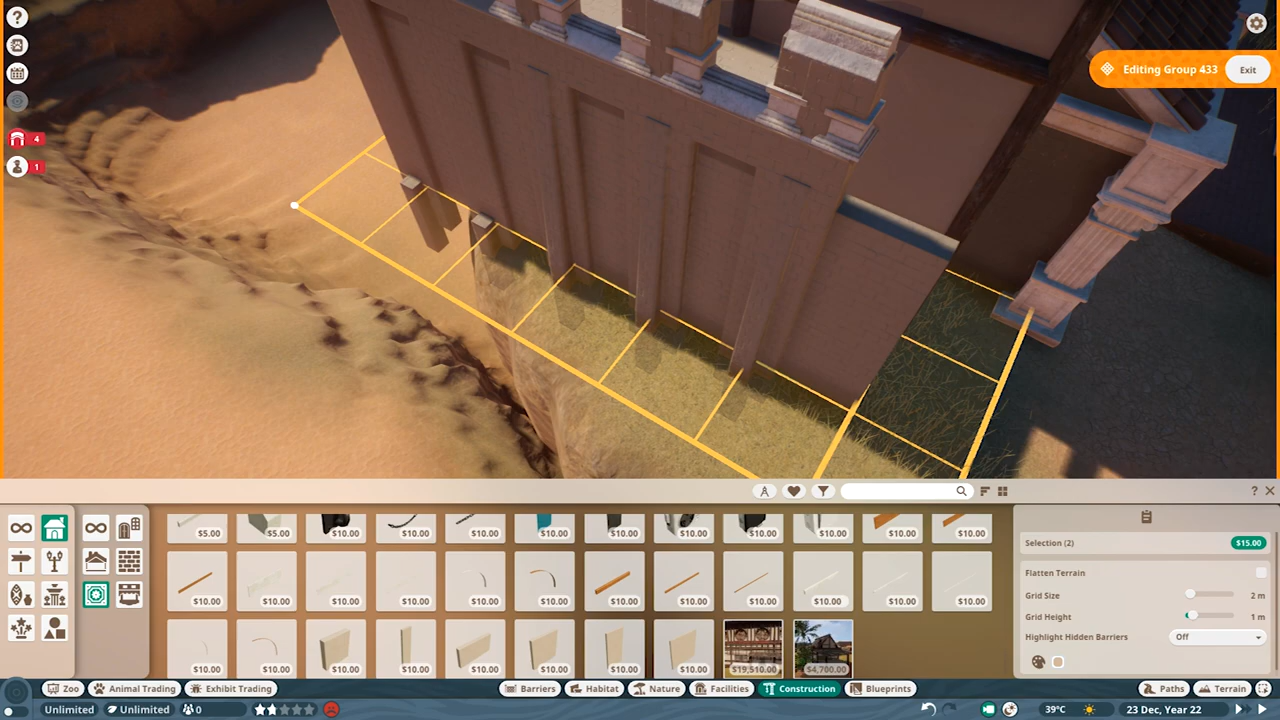 ?
Editing Group 433
Exit
4
1
? ×
$5.00 $5.00 $10.00 $10.00 $10.00 $10.00 $10.00 $10.00 $10.00 $10.00 $10.00 $10.00
$10.00 $10.00 $10.00 $10.00 $10.00 $10.00 $10.00 $10.00 $10.00 $10.00 $10.00 $10.00
$10.00 $10.00 $10.00 $10.00 $10.00 $10.00 $10.00 $10.00 $19,510.00 $4,700.00
Selection (2) $15.00
Flatten Terrain
Grid Size 2 m
Grid Height 1 m
Highlight Hidden Barriers Off
Zoo Animal Trading Exhibit Trading Barriers Habitat Nature Facilities Construction Blueprints Paths Terrain
Unlimited Unlimited 0 39°C 23 Dec, Year 22